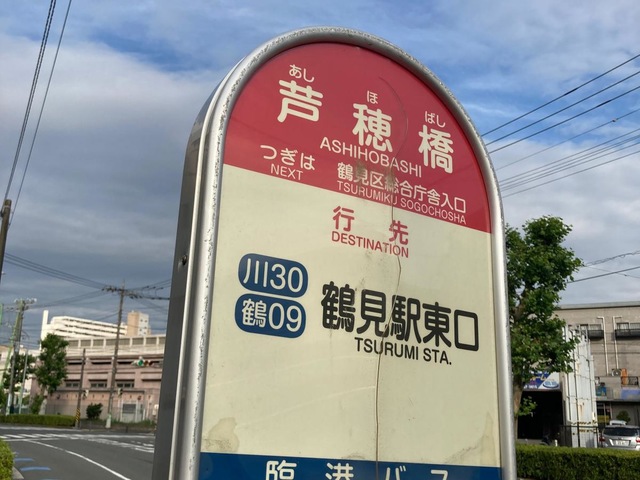 あし ほ ばし
芦穂橋
ASHIHOBASHI
つぎは 鶴見区総合庁舎入口
NEXT TSURUMIKU SOGOCHOSHA
行先
DESTINATION
川30
鶴09
鶴見駅東口
TSURUMI STA.
臨港バス